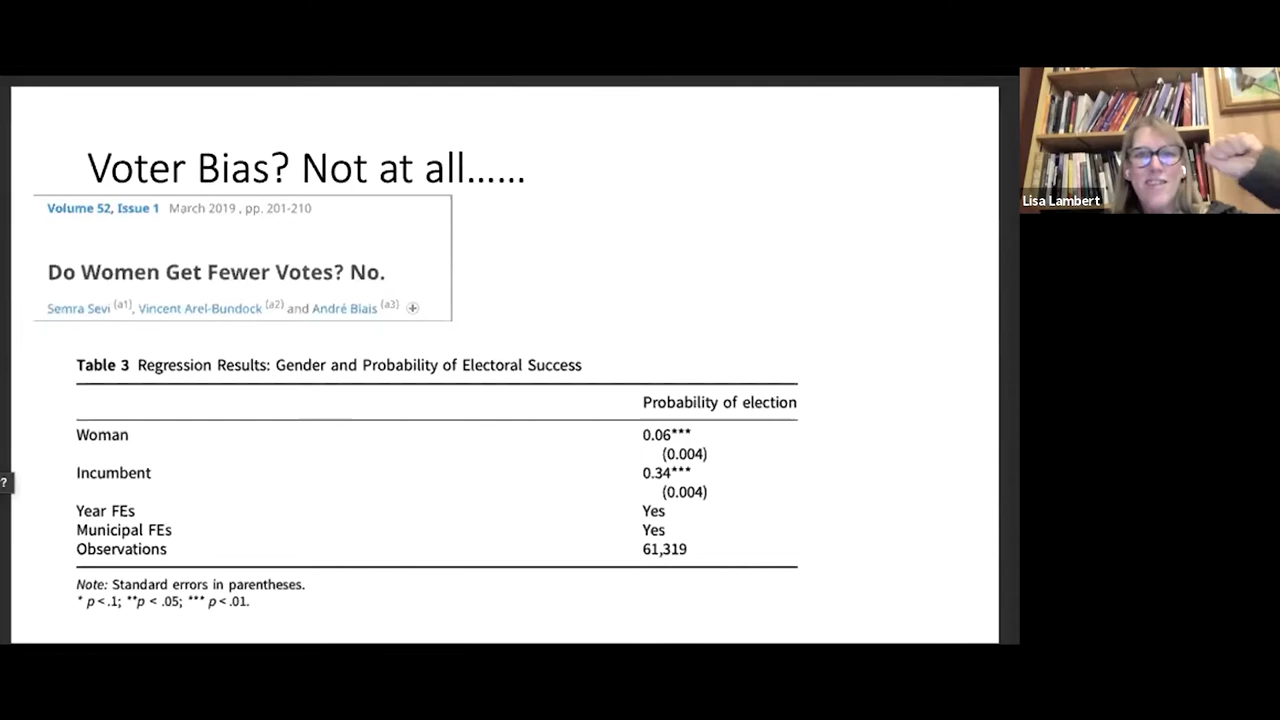 Voter Bias? Not at all......
Volume 52, Issue 1 March 2019 , pp. 201-210
Do Women Get Fewer Votes? No.
Semra Sevi (a1), Vincent Arel-Bundock (a2) and André Blais (a3)
Table 3 Regression Results: Gender and Probability of Electoral Success
Probability of election
Woman 0.06***
(0.004)
Incumbent 0.34***
(0.004)
Year FEs Yes
Municipal FEs Yes
Observations 61,319
Note: Standard errors in parentheses.
* p < .1; **p < .05; *** p < .01.
?
Lisa Lambert